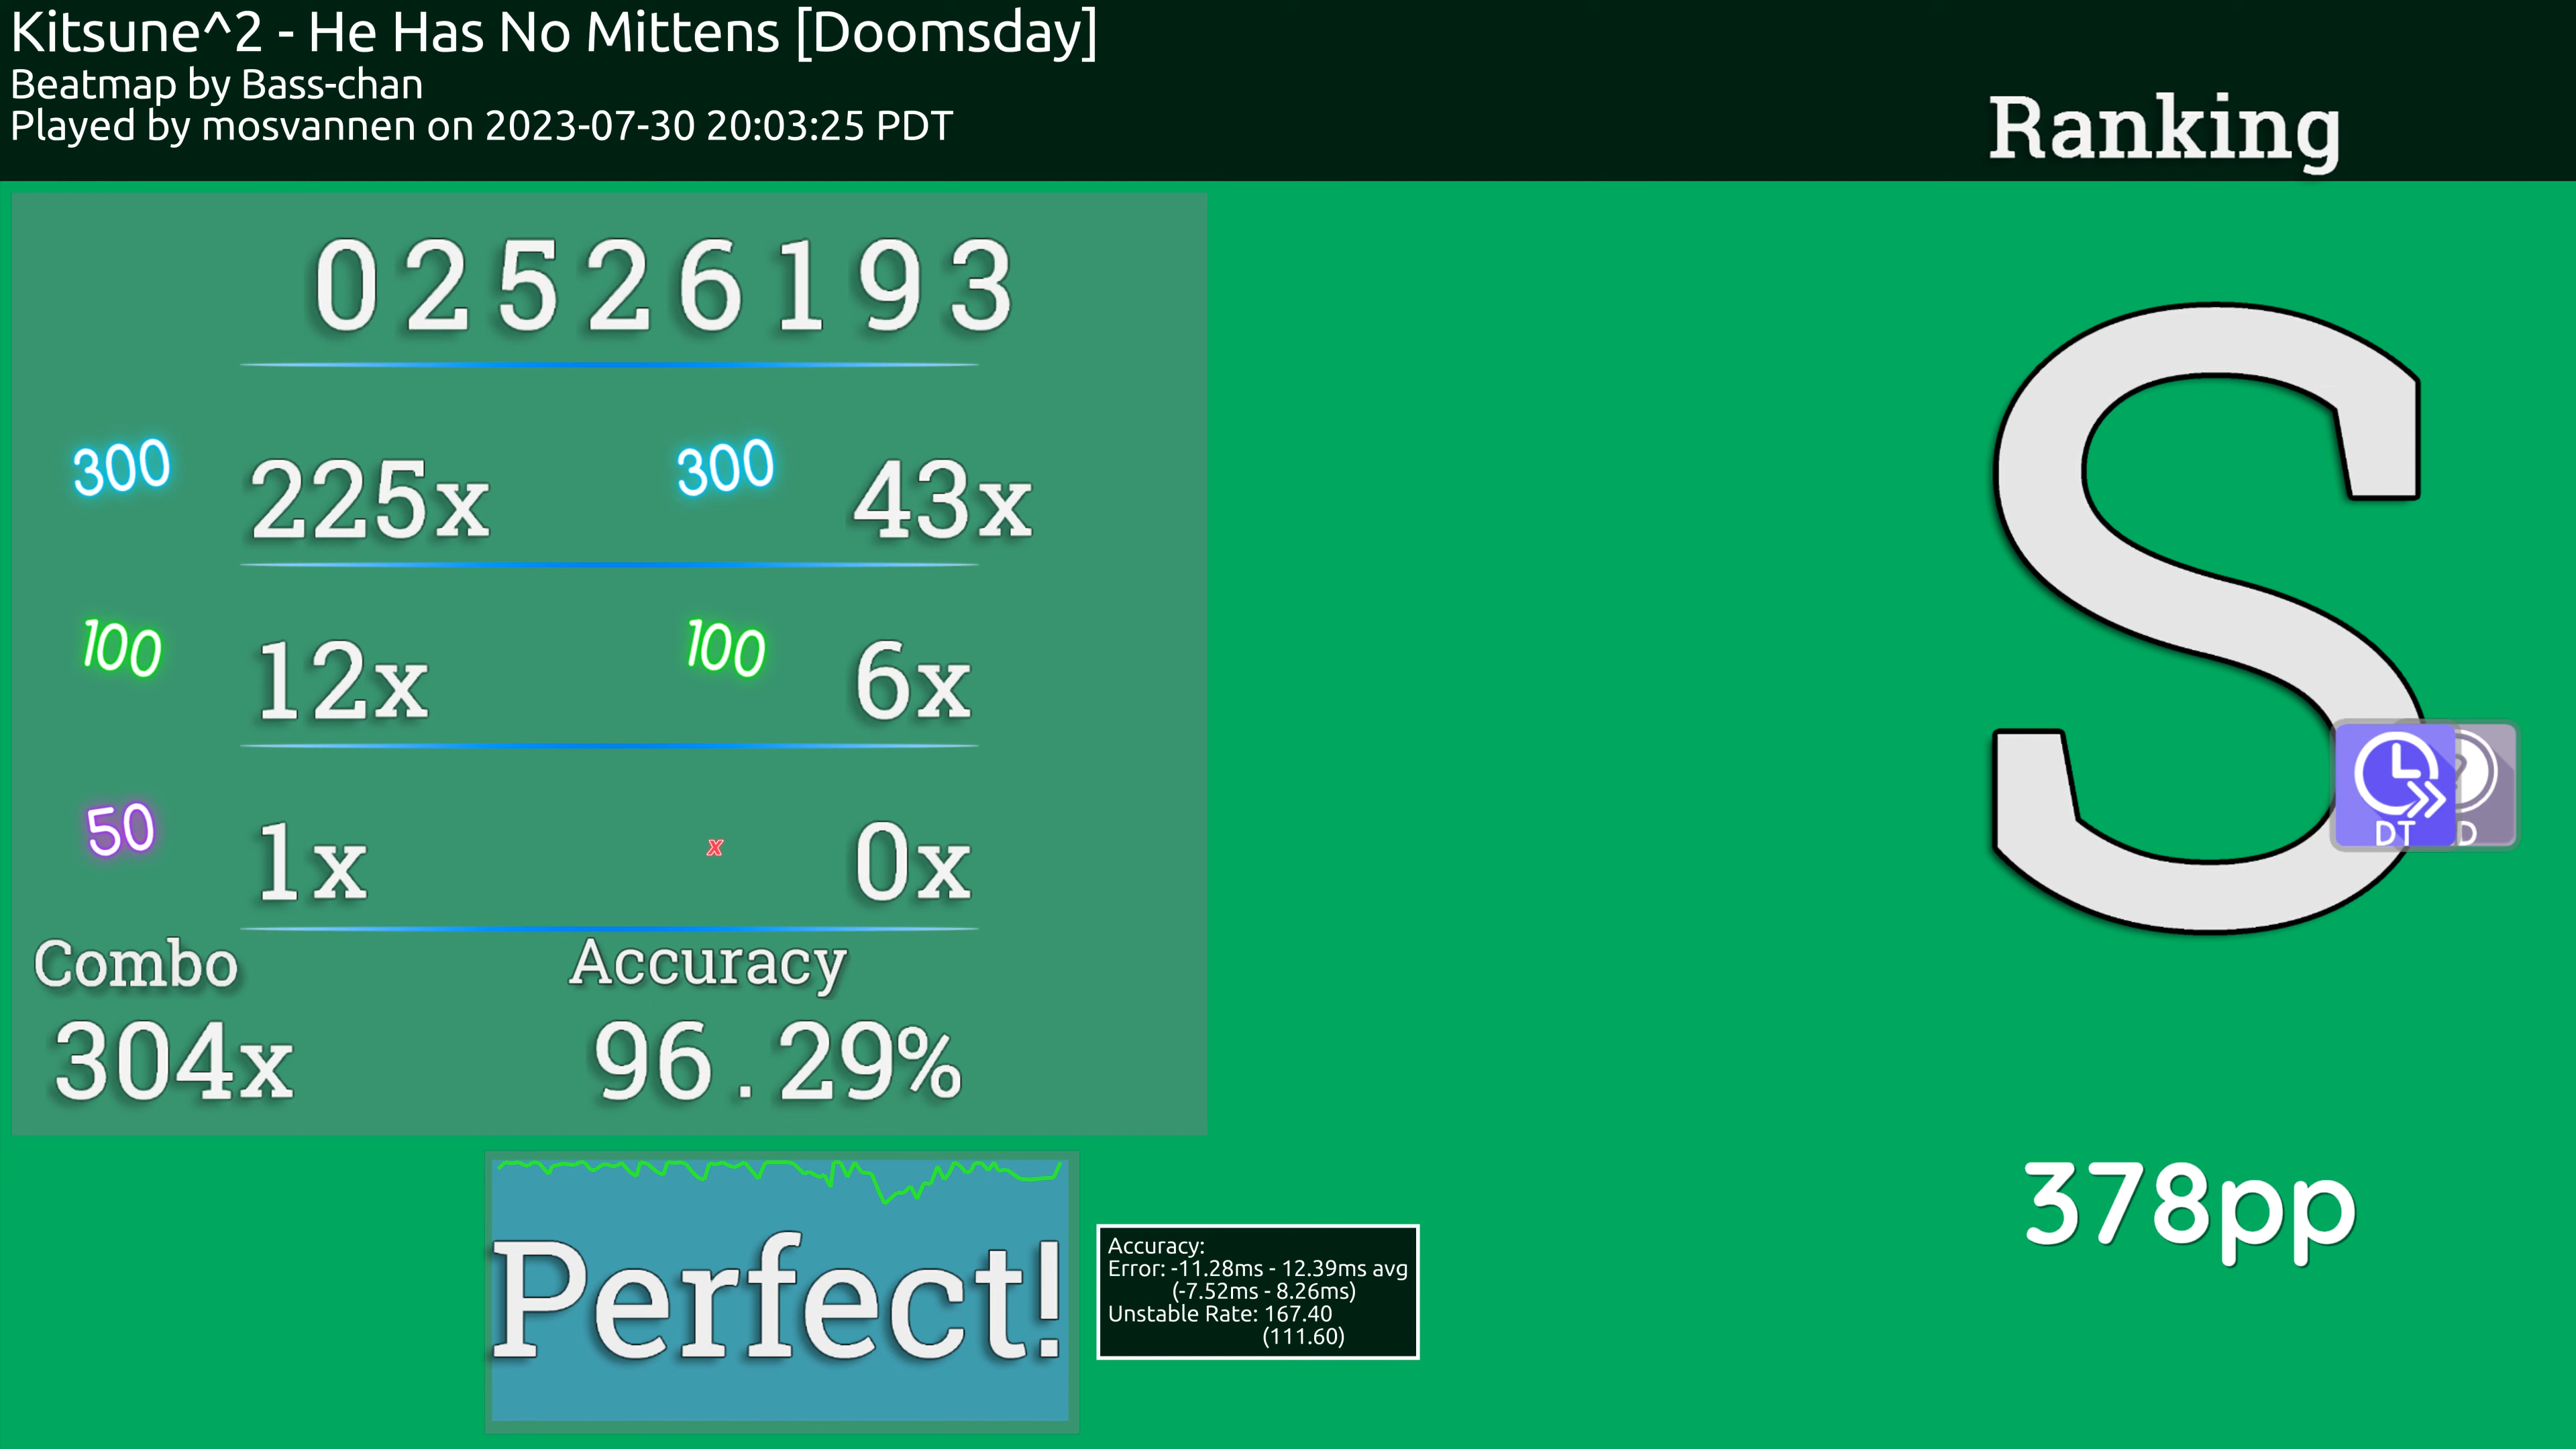 Kitsune^2 - He Has No Mittens [Doomsday]
Beatmap by Bass-chan
Played by mosvannen on 2023-07-30 20:03:25 PDT
Ranking
02526193
300 225x 300 43x
100 12x 100 6x
50 1x X 0x
Combo Accuracy
304x 96.29%
S
DT D
378pp
Perfect!
Accuracy:
Error: -11.28ms - 12.39ms avg
(-7.52ms - 8.26ms)
Unstable Rate: 167.40
(111.60)